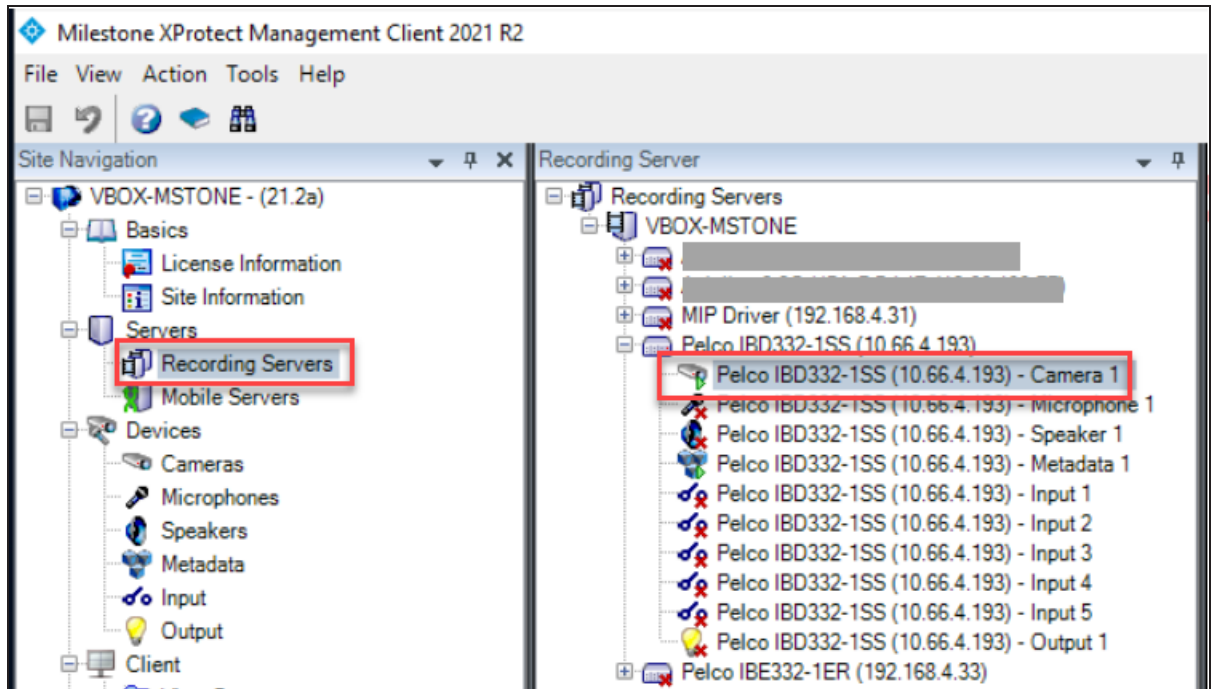 Milestone XProtect Management Client 2021 R2
File View Action Tools Help
Site Navigation
VBOX-MSTONE - (21.2a)
Basics
License Information
Site Information
Servers
Recording Servers
Mobile Servers
Devices
Cameras
Microphones
Speakers
Metadata
Input
Output
Client
Recording Server
Recording Servers
VBOX-MSTONE
MIP Driver (192.168.4.31)
Pelco IBD332-1SS (10.66.4.193)
Pelco IBD332-1SS (10.66.4.193) - Camera 1
Pelco IBD332-1SS (10.66.4.193) - Microphone 1
Pelco IBD332-1SS (10.66.4.193) - Speaker 1
Pelco IBD332-1SS (10.66.4.193) - Metadata 1
Pelco IBD332-1SS (10.66.4.193) - Input 1
Pelco IBD332-1SS (10.66.4.193) - Input 2
Pelco IBD332-1SS (10.66.4.193) - Input 3
Pelco IBD332-1SS (10.66.4.193) - Input 4
Pelco IBD332-1SS (10.66.4.193) - Input 5
Pelco IBD332-1SS (10.66.4.193) - Output 1
Pelco IBE332-1ER (192.168.4.33)